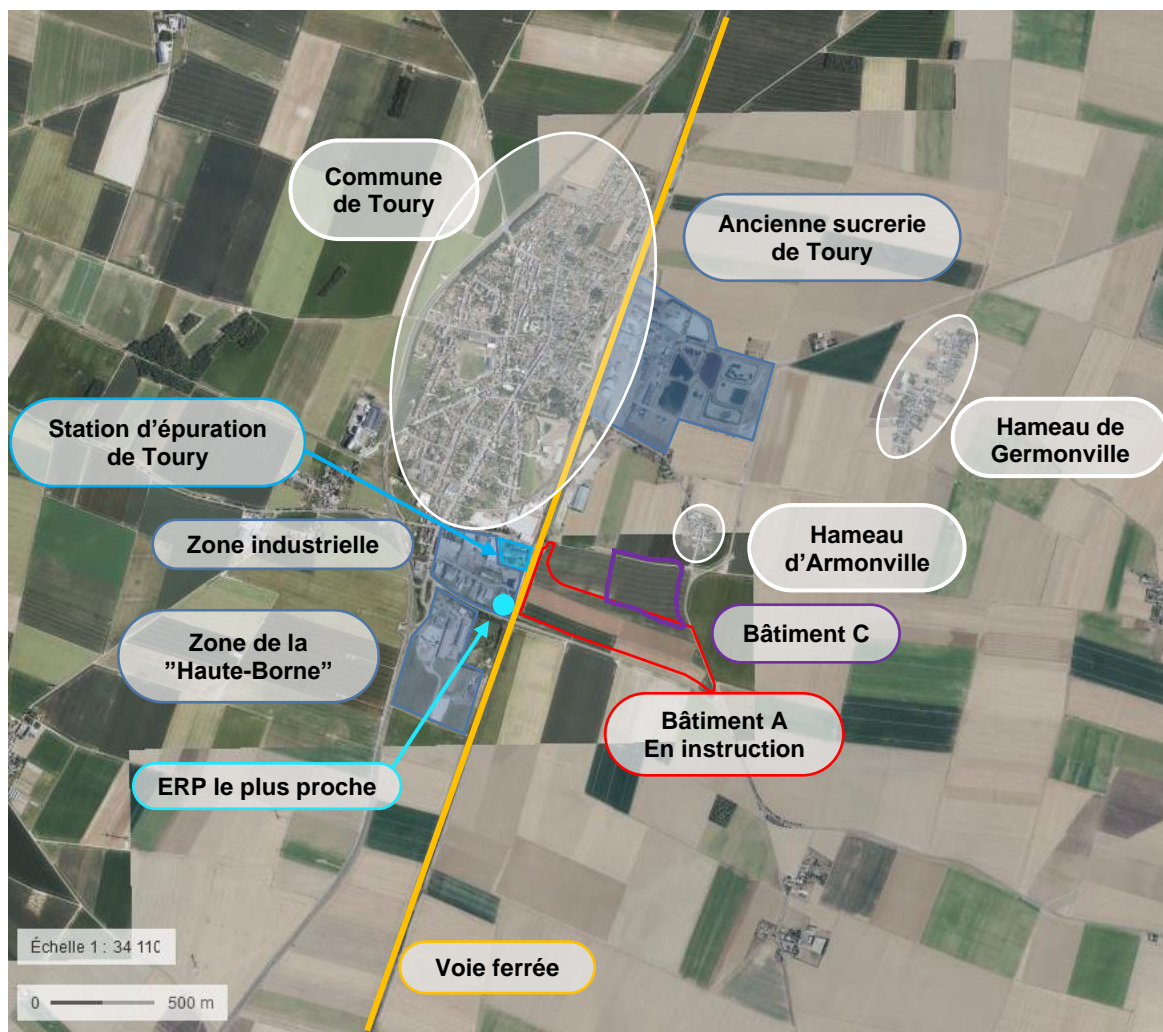 Commune
de Toury
Ancienne sucrerie
de Toury
Station d’épuration
de Toury
Hameau de
Germonville
Zone industrielle
Hameau
d’Armonville
Zone de la
”Haute-Borne”
Bâtiment C
Bâtiment A
En instruction
ERP le plus proche
Échelle 1 : 34 110
Voie ferrée
0 500 m